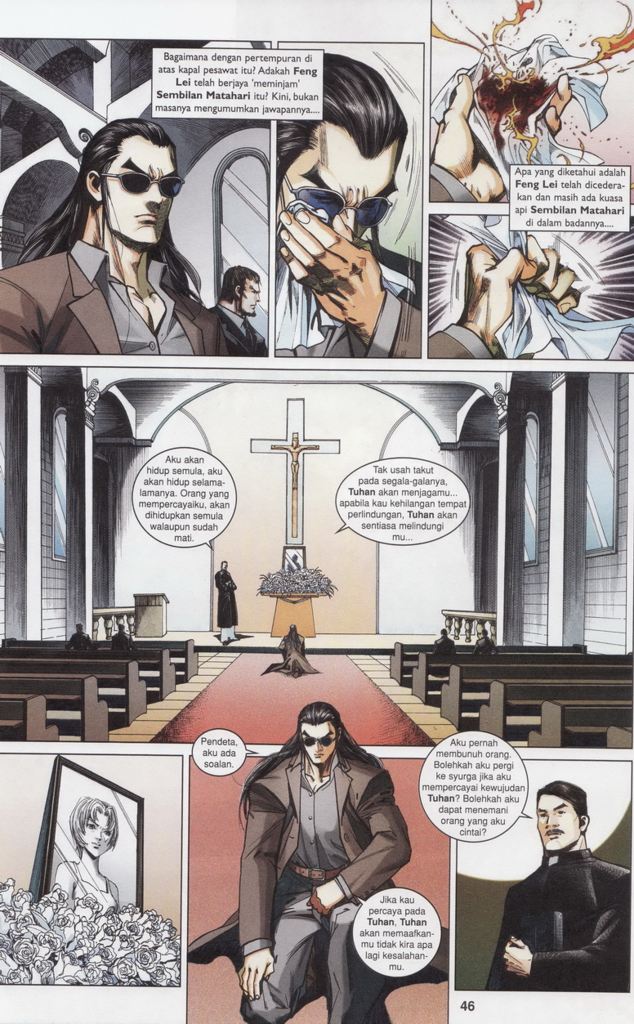 Bagaimana dengan pertempuran di
atas kapal pesawat itu? Adakah Feng
Lei telah berjaya 'meminjam'
Sembilan Matahari itu? Kini, bukan
masanya mengumumkan jawapannya....
Apa yang diketahui adalah
Feng Lei telah dicedera-
kan dan masih ada kuasa
api Sembilan Matahari
di dalam badannya....
Aku akan
hidup semula, aku
akan hidup selama-
lamanya. Orang yang
mempercayaiku, akan
dihidupkan semula
walaupun sudah
mati.
Tak usah takut
pada segala-galanya,
Tuhan akan menjagamu...
apabila kau kehilangan tempat
perlindungan, Tuhan akan
sentiasa melindungi
mu...
Pendeta,
aku ada
soalan.
Aku pernah
membunuh orang.
Bolehkah aku pergi
ke syurga jika aku
mempercayai kewujudan
Tuhan? Bolehkah aku
dapat menemani
orang yang aku
cintai?
Jika kau
percaya pada
Tuhan, Tuhan
akan memaafkan-
mu tidak kira apa
lagi kesalahan-
mu.
46